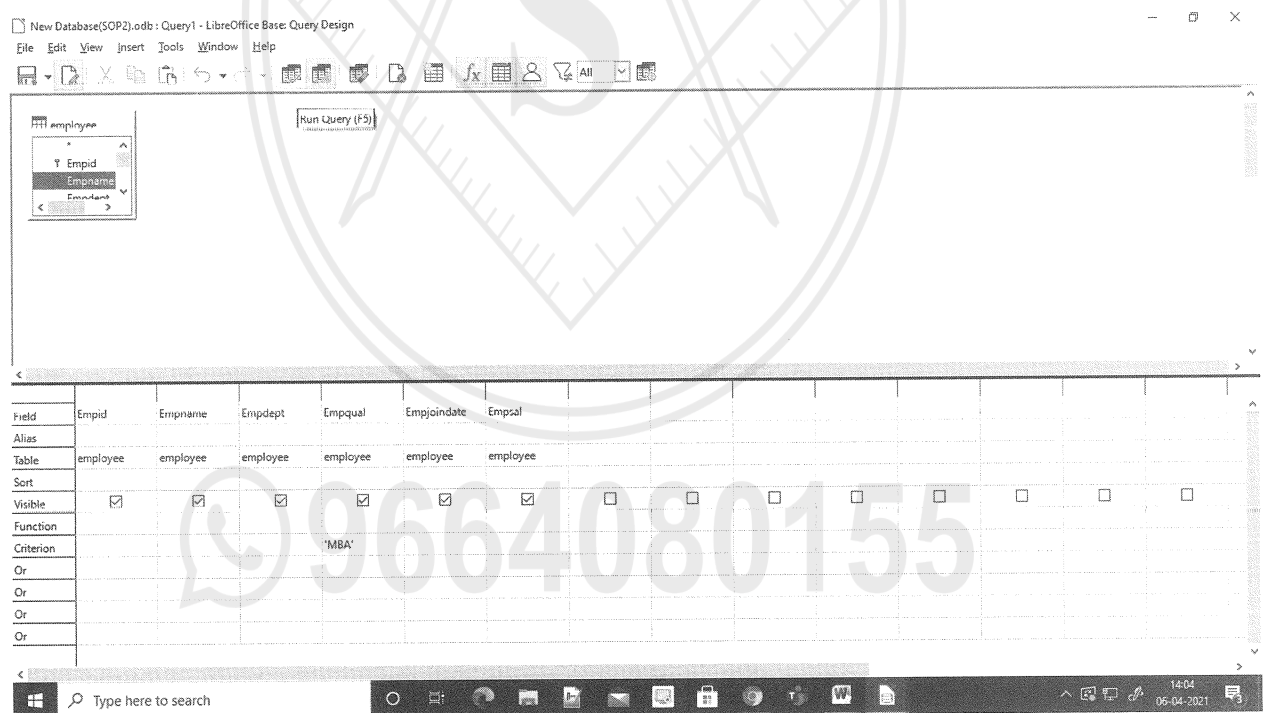 New Database(SOP2).odb : Query1 - LibreOffice Base: Query Design
File Edit View Insert Tools Window Help
All
employee
Run Query (F5)
*
Empid
Empname
Empdept
Field Empid Empname Empdept Empqual Empjoindate Empsal
Alias
Table employee employee employee employee employee employee
Sort
Visible
Function
Criterion 'MBA'
Or
Or
Or
Or
9664080155
Type here to search
14:04
06-04-2021